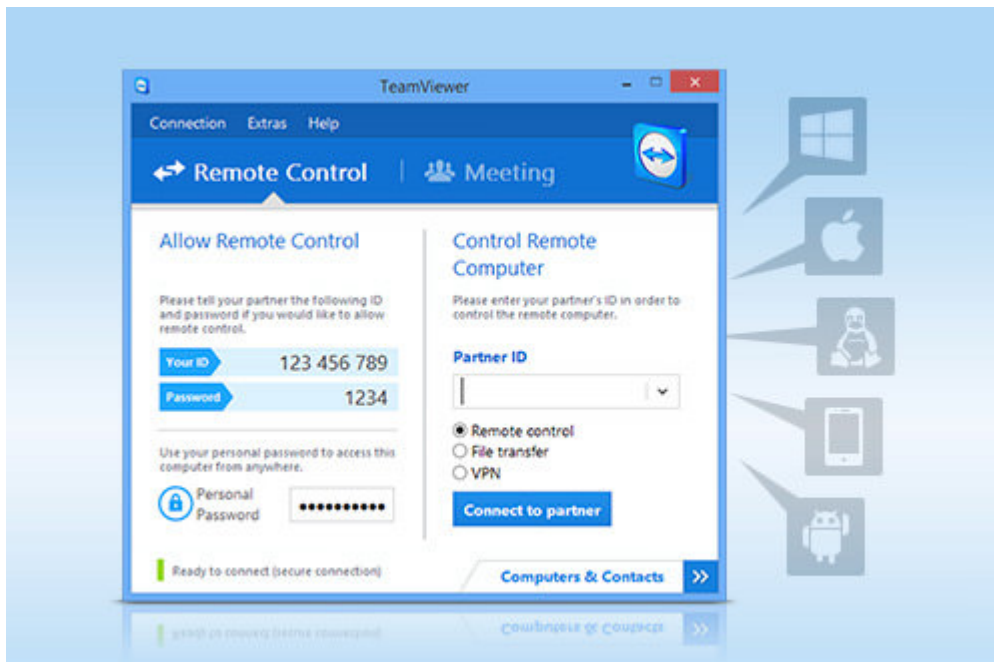 TeamViewer
Connection Extras Help
Remote Control
Meeting
Allow Remote Control
Please tell your partner the following ID
and password if you would like to allow
remote control.
Your ID 123 456 789
Password 1234
Use your personal password to access this
computer from anywhere.
Personal
Password
Control Remote
Computer
Please enter your partner's ID in order to
control the remote computer.
Partner ID
Remote control
File transfer
VPN
Connect to partner
Ready to connect (secure connection)
Computers & Contacts